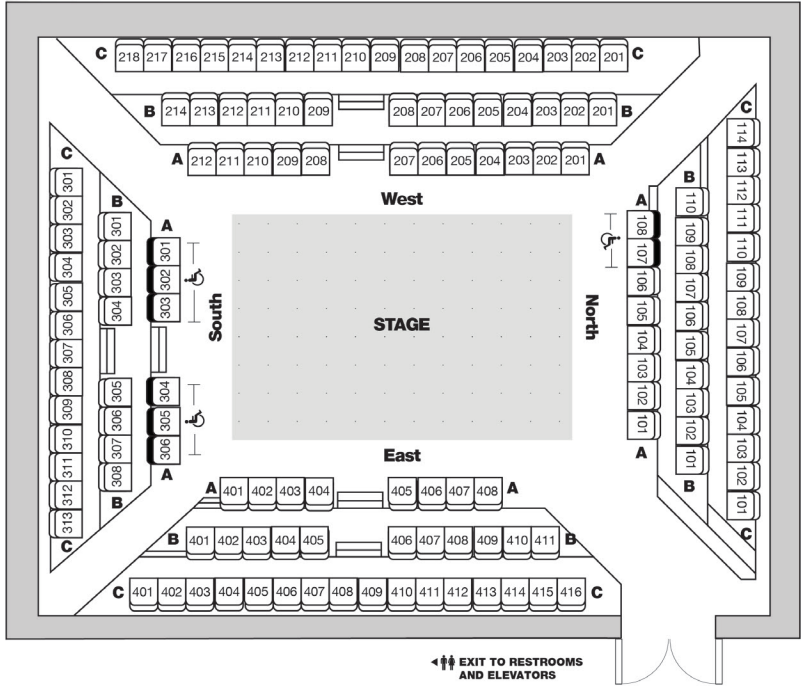 C 218 217 216 215 214 213 212 211 210 209 208 207 206 205 204 203 202 201 C
B 214 213 212 211 210 209 208 207 206 205 204 203 202 201 B
A 212 211 210 209 208 207 206 205 204 203 202 201 A
West
C
301
302
303
304
305
306
307
308
309
310
311
312
313
C
B
301
302
303
304
305
306
307
308
B
A
301
302
303
304
305
306
A
South
STAGE
North
A
108
107
106
105
104
103
102
101
A
B
110
109
108
107
106
105
104
103
102
101
B
C
114
113
112
111
110
109
108
107
106
105
104
103
102
101
C
East
A 401 402 403 404 405 406 407 408 A
B 401 402 403 404 405 406 407 408 409 410 411 B
C 401 402 403 404 405 406 407 408 409 410 411 412 413 414 415 416 C
EXIT TO RESTROOMS
AND ELEVATORS